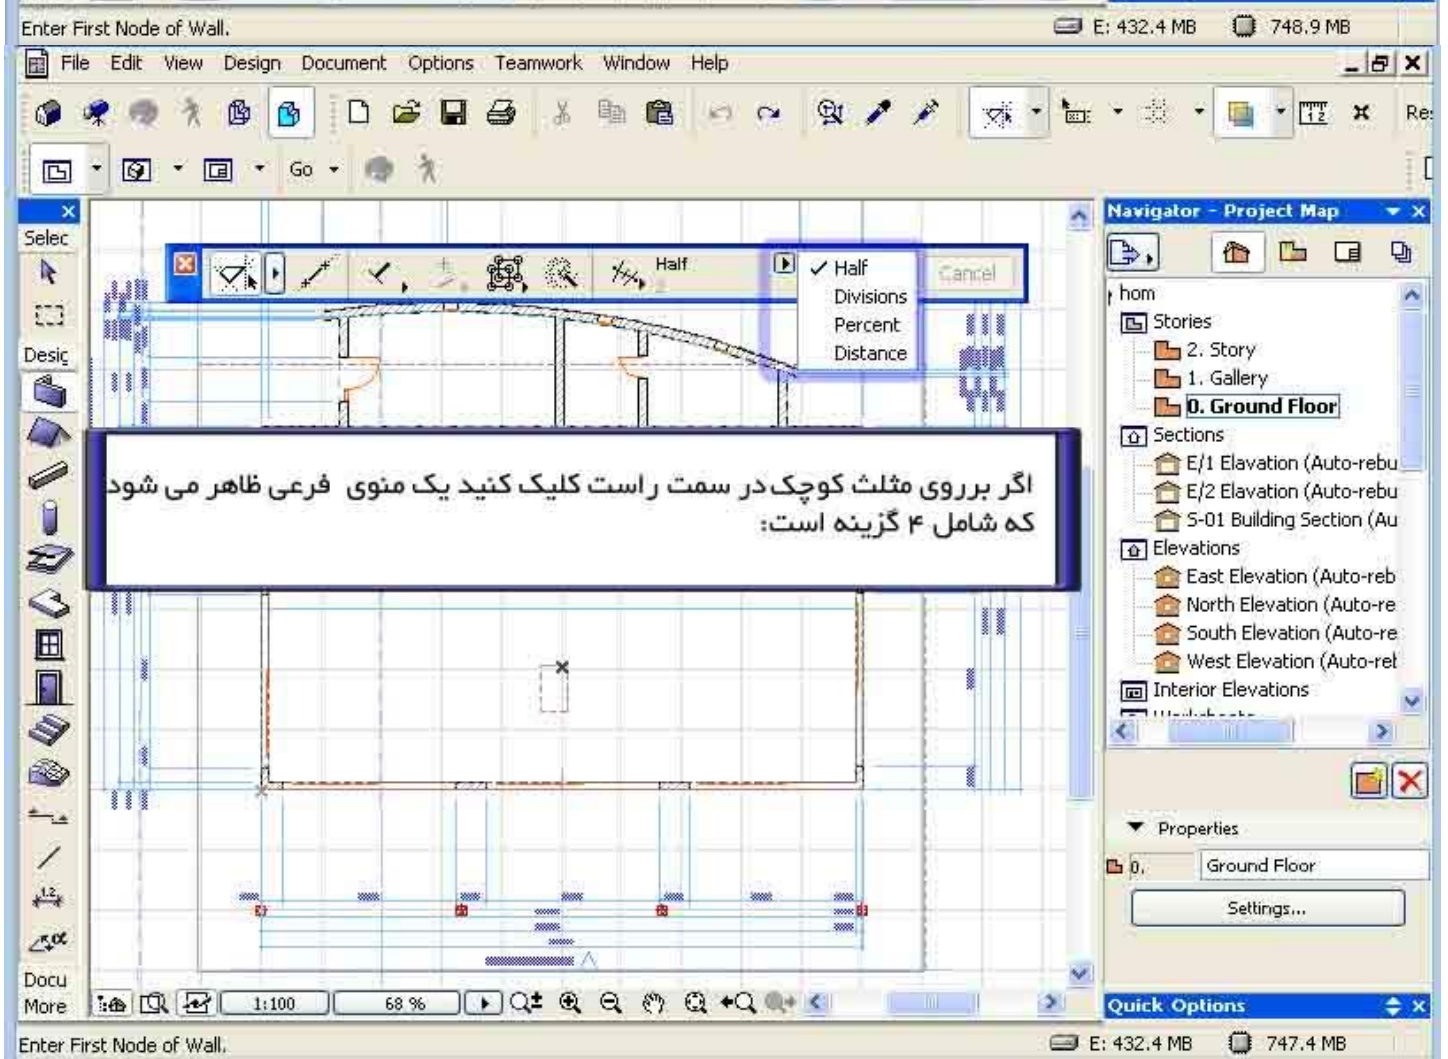 Enter First Node of Wall.
E: 432.4 MB 748.9 MB
File Edit View Design Document Options Teamwork Window Help
Go
Selec
Navigator - Project Map
Half
Half
Cancel
Divisions
Percent
Distance
hom
Stories
2. Story
1. Gallery
0. Ground Floor
Sections
E/1 Elavation (Auto-rebu
E/2 Elavation (Auto-rebu
S-01 Building Section (Au
Elevations
East Elevation (Auto-reb
North Elevation (Auto-re
South Elevation (Auto-re
West Elevation (Auto-rel
Interior Elevations
Desig
اگر برروی مثلث کوچک در سمت راست کلیک کنید یک منوی فرعی ظاهر می شود
که شامل ۴ گزینه است:
Properties
0. Ground Floor
Settings...
Docu
More
1:100 68 %
Quick Options
Enter First Node of Wall.
E: 432.4 MB 747.4 MB